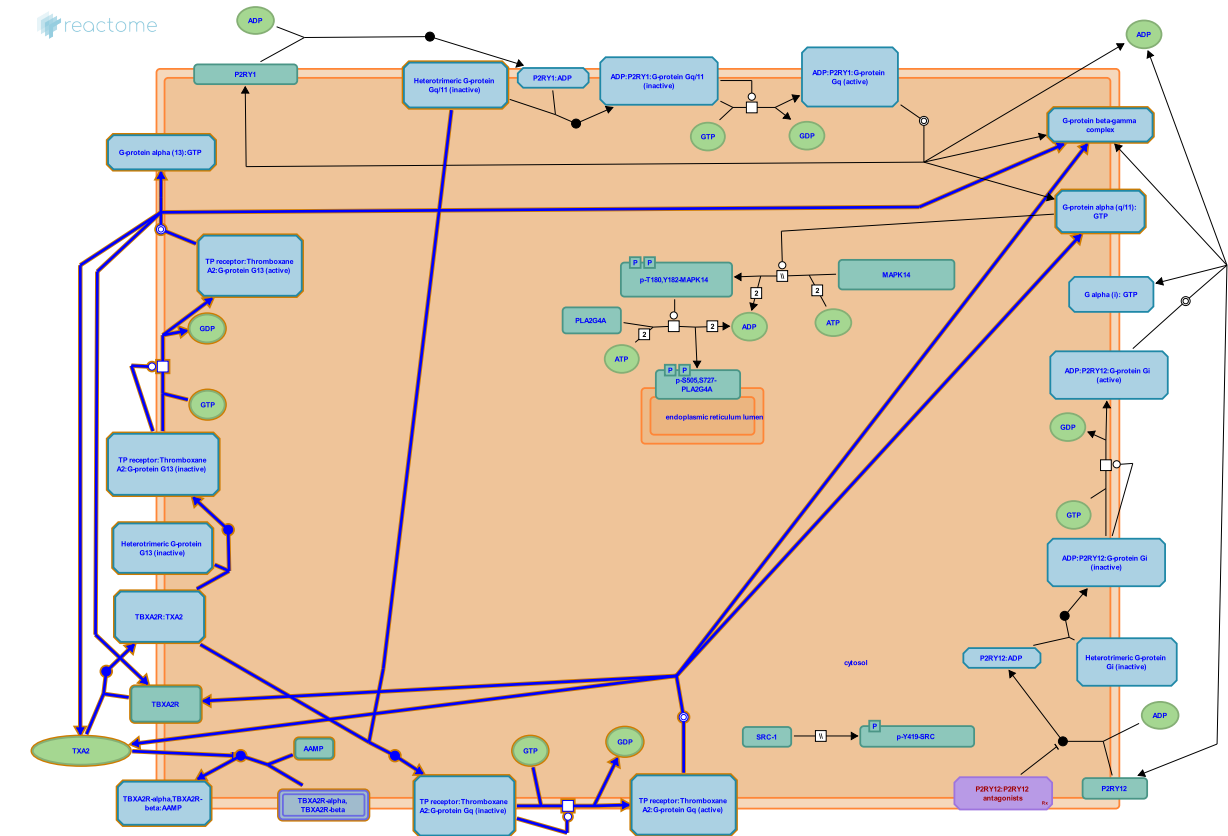 reactome
ADP
ADP
P2RY1
Heterotrimeric G-protein
Gq/11 (inactive)
P2RY1:ADP
ADP:P2RY1:G-protein Gq/11
(inactive)
ADP:P2RY1:G-protein
Gq (active)
GTP
GDP
G-protein beta-gamma
complex
G-protein alpha (13):GTP
G-protein alpha (q/11):
GTP
TP receptor:Thromboxane
A2:G-protein G13 (active)
P P
p-T180,Y182-MAPK14
\\
MAPK14
2
2
G alpha (i): GTP
PLA2G4A
2
2
ADP
ATP
GDP
ATP
P P
p-S505,S727-
PLA2G4A
ADP:P2RY12:G-protein Gi
(active)
GTP
endoplasmic reticulum lumen
GDP
TP receptor:Thromboxane
A2:G-protein G13 (inactive)
GTP
Heterotrimeric G-protein
G13 (inactive)
ADP:P2RY12:G-protein Gi
(inactive)
TBXA2R:TXA2
P2RY12:ADP
Heterotrimeric G-protein
Gi (inactive)
cytosol
TBXA2R
ADP
TXA2
AAMP
GTP
GDP
SRC-1
\\
P
p-Y419-SRC
TBXA2R-alpha,TBXA2R-
beta:AAMP
TBXA2R-alpha,
TBXA2R-beta
TP receptor:Thromboxane
A2:G-protein Gq (inactive)
TP receptor:Thromboxane
A2:G-protein Gq (active)
P2RY12:P2RY12
antagonists
Rx
P2RY12